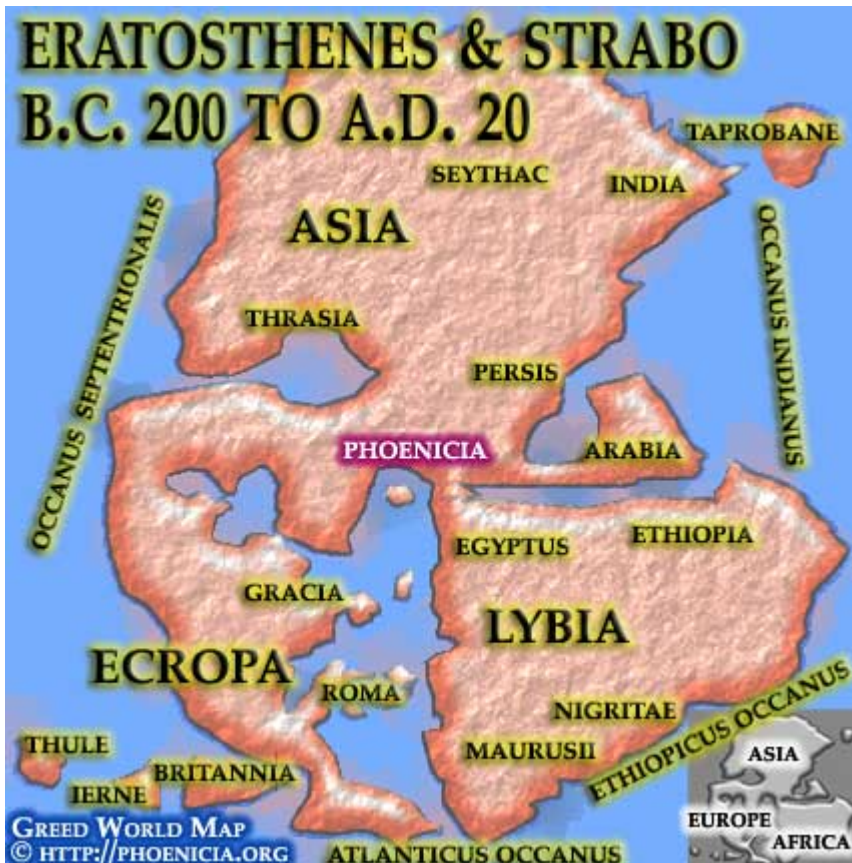 ERATOSTHENES & STRABO
B.C. 200 TO A.D. 20
TAPROBANE
SEYTHAC
INDIA
ASIA
OCCANUS SEPTENTRIONALIS
OCCANUS INDIANUS
THRASIA
PERSIS
PHOENICIA
ARABIA
EGYPTUS
ETHIOPIA
GRACIA
LYBIA
ECROPA
ROMA
NIGRITAE
MAURUSII
ETHIOPICUS OCCANUS
THULE
IERNE
BRITANNIA
ASIA
EUROPE
AFRICA
GREED WORLD MAP
© HTTP://PHOENICIA.ORG
ATLANTICUS OCCANUS